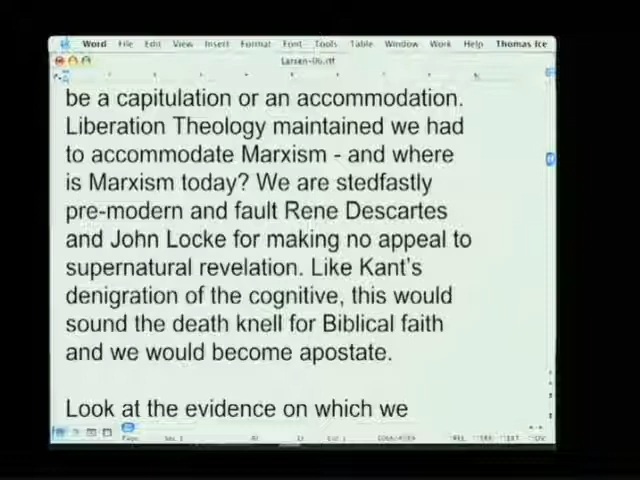 Word File Edit View Insert Format Font Tools Table Window Work Help Thomas Ice
be a capitulation or an accommodation.
Liberation Theology maintained we had
to accommodate Marxism - and where
is Marxism today? We are stedfastly
pre-modern and fault Rene Descartes
and John Locke for making no appeal to
supernatural revelation. Like Kant's
denigration of the cognitive, this would
sound the death knell for Biblical faith
and we would become apostate.
Look at the evidence on which we
Page